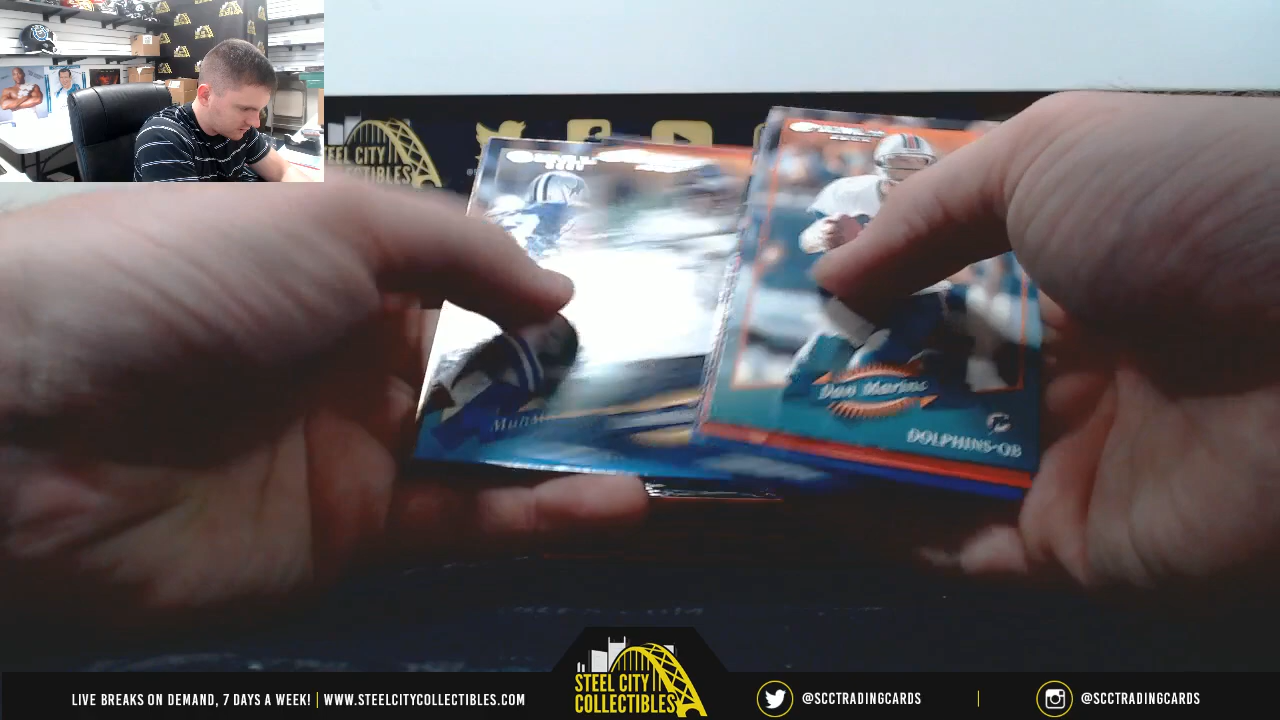 STEEL CITY
COLLECTIBLES
Dan Marino
DOLPHINS•QB
LIVE BREAKS ON DEMAND, 7 DAYS A WEEK! | WWW.STEELCITYCOLLECTIBLES.COM
STEEL CITY
COLLECTIBLES
@SCCTRADINGCARDS
@SCCTRADINGCARDS